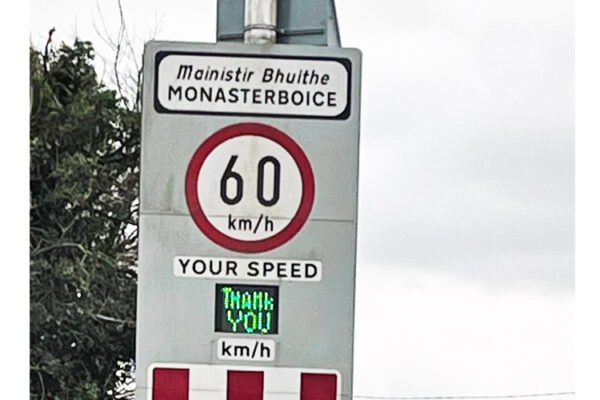 Mainistir Bhuithe
MONASTERBOICE
60
km/h
YOUR SPEED
THANK
YOU
km/h